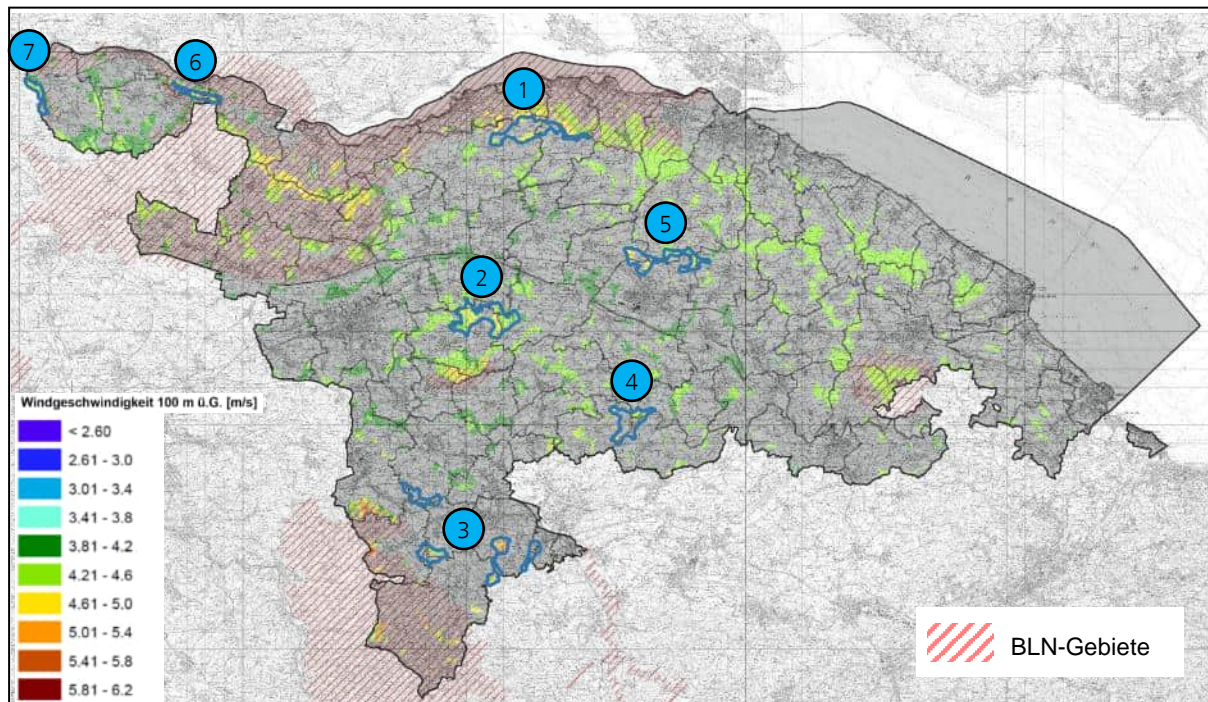 7
6
1
5
2
4
3
Windgeschwindigkeit 100 m ü.G. [m/s]
< 2.60
2.61 - 3.0
3.01 - 3.4
3.41 - 3.8
3.81 - 4.2
4.21 - 4.6
4.61 - 5.0
5.01 - 5.4
5.41 - 5.8
5.81 - 6.2
BLN-Gebiete